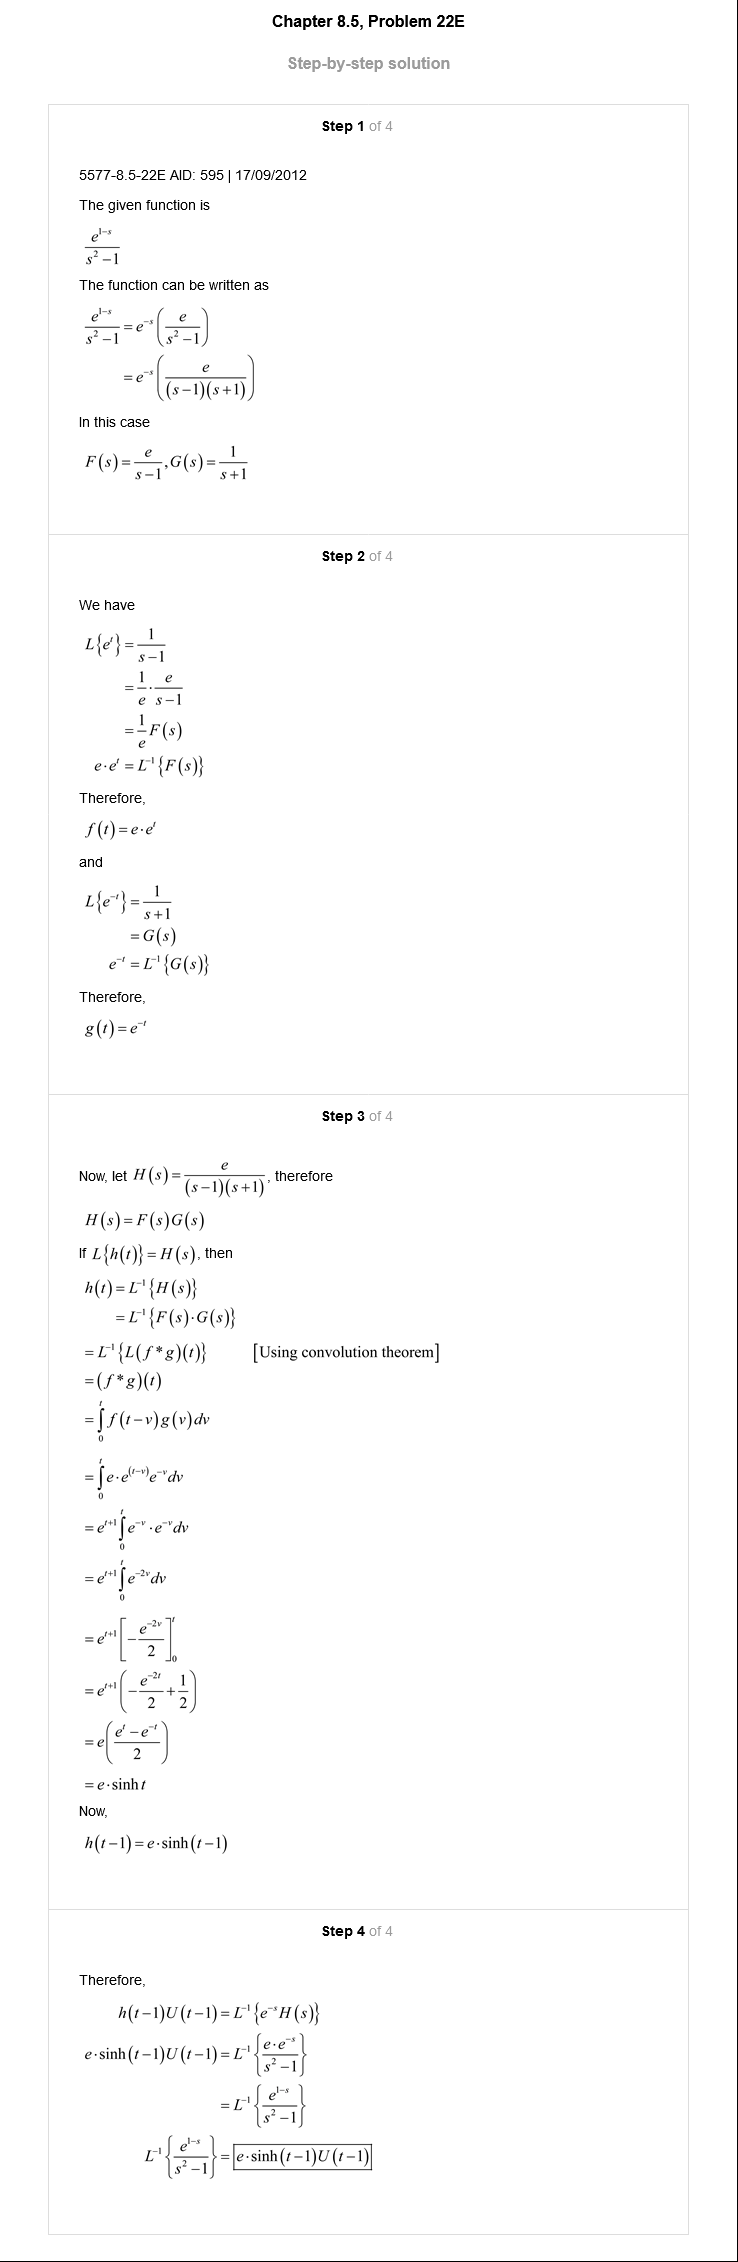 Chapter 8.5, Problem 22E
Step-by-step solution
Step 1 of 4
5577-8.5-22E AID: 595 | 17/09/2012
The given function is
\frac{e^{1-s}}{s^2-1}
The function can be written as
\frac{e^{1-s}}{s^2-1} = e^{-s}\left(\frac{e}{s^2-1}\right)
= e^{-s}\left(\frac{e}{(s-1)(s+1)}\right)
In this case
F(s) = \frac{e}{s-1}, G(s) = \frac{1}{s+1}
Step 2 of 4
We have
L\{e^t\} = \frac{1}{s-1}
= \frac{1}{e} \cdot \frac{e}{s-1}
= \frac{1}{e} F(s)
e \cdot e^t = L^{-1}\{F(s)\}
Therefore,
f(t) = e \cdot e^t
and
L\{e^{-t}\} = \frac{1}{s+1}
= G(s)
e^{-t} = L^{-1}\{G(s)\}
Therefore,
g(t) = e^{-t}
Step 3 of 4
Now, let H(s) = \frac{e}{(s-1)(s+1)}, therefore
H(s) = F(s)G(s)
If L\{h(t)\} = H(s), then
h(t) = L^{-1}\{H(s)\}
= L^{-1}\{F(s) \cdot G(s)\}
= L^{-1}\{L(f*g)(t)\} [Using convolution theorem]
= (f*g)(t)
= \int_0^t f(t-v)g(v)dv
= \int_0^t e \cdot e^{(t-v)}e^{-v}dv
= e^{t+1}\int_0^t e^{-v} \cdot e^{-v}dv
= e^{t+1}\int_0^t e^{-2v}dv
= e^{t+1}\left[-\frac{e^{-2v}}{2}\right]_0^t
= e^{t+1}\left(-\frac{e^{-2t}}{2}+\frac{1}{2}\right)
= e\left(\frac{e^t-e^{-t}}{2}\right)
= e \cdot \sinh t
Now,
h(t-1) = e \cdot \sinh(t-1)
Step 4 of 4
Therefore,
h(t-1)U(t-1) = L^{-1}\{e^{-s}H(s)\}
e \cdot \sinh(t-1)U(t-1) = L^{-1}\left\{\frac{e \cdot e^{-s}}{s^2-1}\right\}
= L^{-1}\left\{\frac{e^{1-s}}{s^2-1}\right\}
L^{-1}\left\{\frac{e^{1-s}}{s^2-1}\right\} = e \cdot \sinh(t-1)U(t-1)